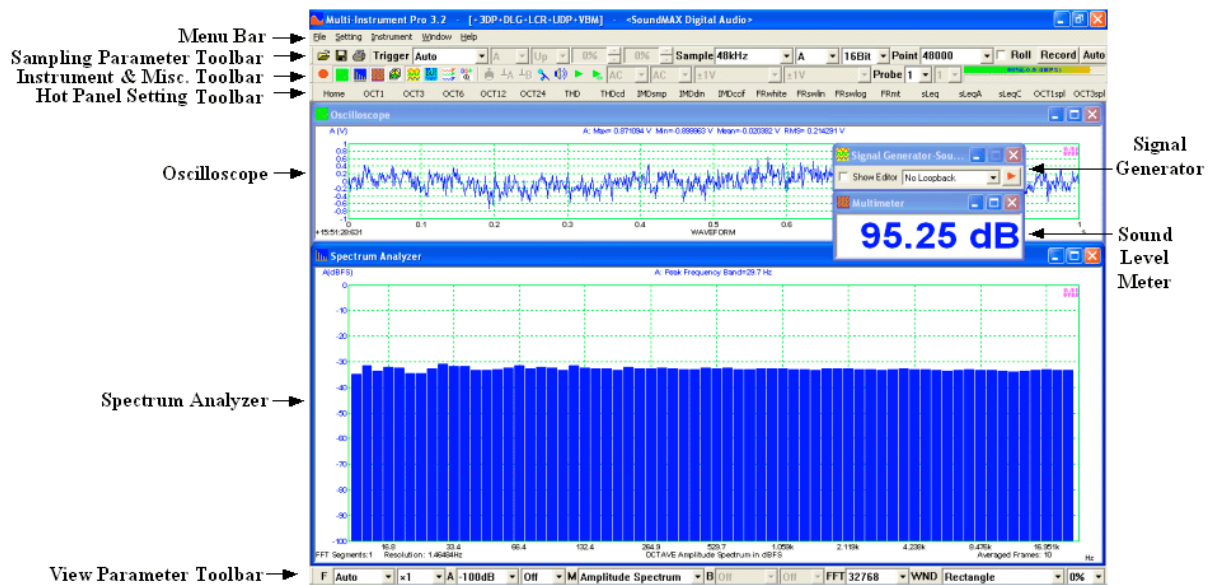 Multi-Instrument Pro 3.2 - [+3DP+DLG+LCR+UDP+VBM] - <SoundMAX Digital Audio>
Menu Bar
File Setting Instrument Window Help
Sampling Parameter Toolbar
Trigger Auto A Up 0% 0% Sample 48kHz A 16Bit Point 48000 Roll Record Auto
Instrument & Misc. Toolbar
AC AC ±1V ±1V Probe 1 1
Hot Panel Setting Toolbar
Home OCT1 OCT3 OCT6 OCT12 OCT24 THD THDcd IMDsmp IMDdin IMDccif FRwhite FRswlin FRswlog FRmt sLeq sLeqA sLeqC OCT1spl OCT3spl
Oscilloscope
A (V)
A: Max= 0.871094 V Min=-0.899963 V Mean=-0.020382 V RMS= 0.214291 V
1
0.8
0.6
0.4
0.2
0
-0.2
-0.4
-0.6
-0.8
-1
Oscilloscope
0 0.1 0.2 0.3 0.4 0.5 0.6 1
+15:51:28:631
WAVEFORM
s
Signal Generator-Sou...
Show Editor No Loopback
Signal
Generator
Multimeter
95.25 dB
Sound
Level
Meter
Spectrum Analyzer
A(dBFS)
A: Peak Frequency Band=29.7 Hz
0
-10
-20
-30
-40
-50
-60
-70
-80
-90
-100
Spectrum Analyzer
16.8 33.4 66.4 132.4 264.9 529.7 1.059k 2.119k 4.238k 8.476k 16.951k
FFT Segments:1 Resolution: 1.46484Hz
OCTAVE Amplitude Spectrum in dBFS
Averaged Frames: 10
Hz
View Parameter Toolbar
F Auto ×1 A -100dB Off M Amplitude Spectrum B Off Off FFT 32768 WND Rectangle 0%